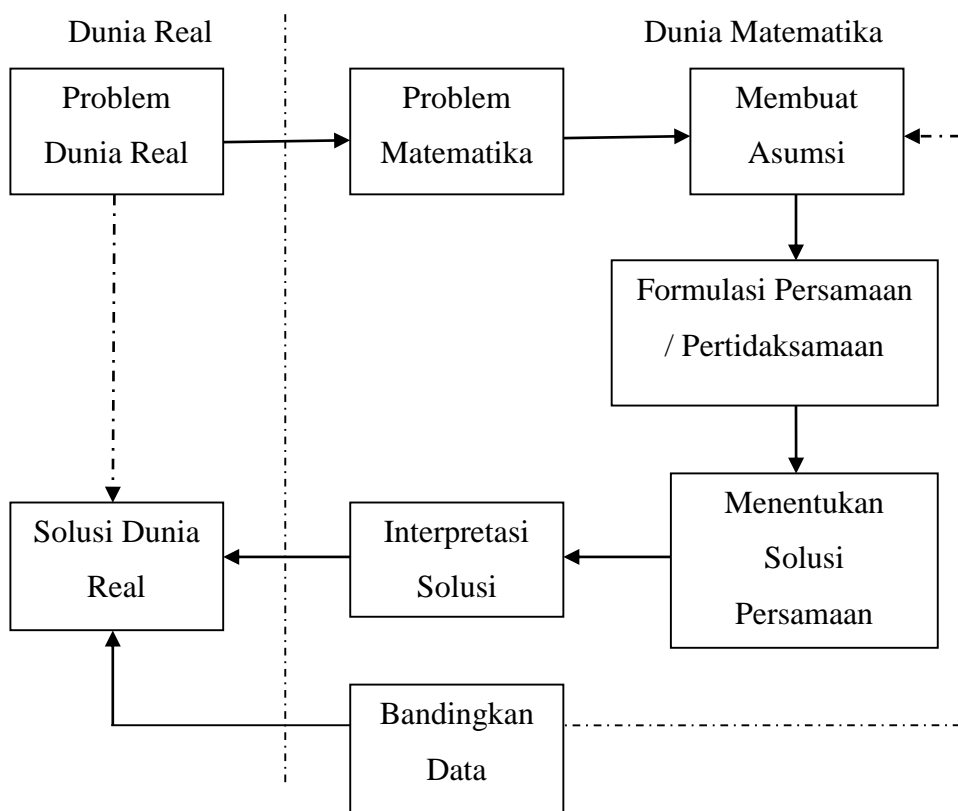 Dunia Real
Dunia Matematika
Problem
Dunia Real
Problem
Matematika
Membuat
Asumsi
Formulasi Persamaan
/ Pertidaksamaan
Solusi Dunia
Real
Interpretasi
Solusi
Menentukan
Solusi
Persamaan
Bandingkan
Data